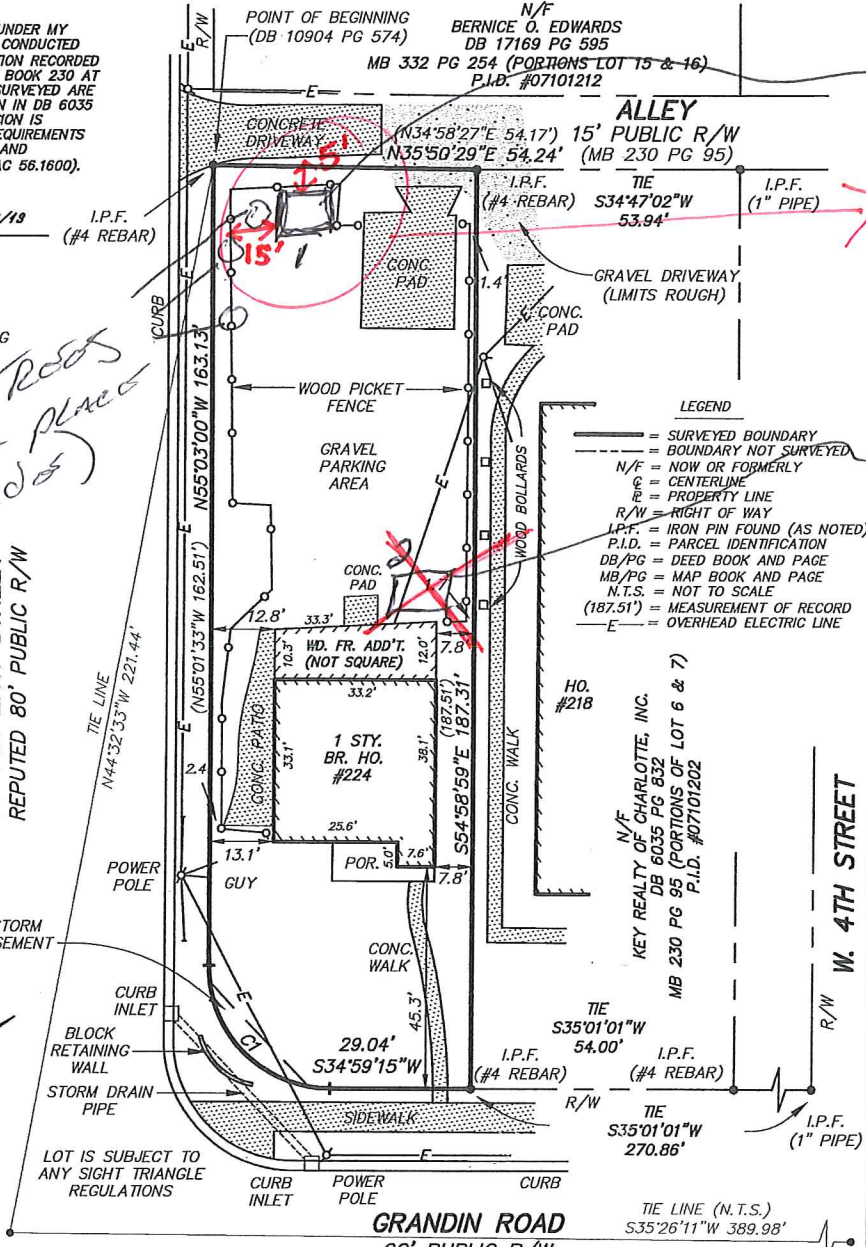 UNDER MY
CONDUCTED
TION RECORDED
BOOK 230 AT
SURVEYED ARE
N IN DB 6035
ION IS
EQUIREMENTS
AND
AC 56.1600).
/19
POINT OF BEGINNING
(DB 10904 PG 574)
R/W
E
N/F
BERNICE O. EDWARDS
DB 17169 PG 595
MB 332 PG 254 (PORTIONS LOT 15 & 16)
P.I.D. #07101212
E
ALLEY
15' PUBLIC R/W
(MB 230 PG 95)
CONCRETE
DRIVEWAY
(N34°58'27"E 54.17')
N35°50'29"E 54.24'
5'
15'
1
I.P.F.
(#4 REBAR)
I.P.F.
(#4 REBAR)
TIE
S34°47'02"W
53.94'
I.P.F.
(1" PIPE)
E
CONC.
PAD
1.4'
GRAVEL DRIVEWAY
(LIMITS ROUGH)
CONC.
PAD
CURB
G
PLACE
WOOD PICKET
FENCE
GRAVEL
PARKING
AREA
N55°03'00"W 163.13'
(N55°01'33"W 162.51')
E
E
WOOD BOLLARDS
LEGEND
= SURVEYED BOUNDARY
= BOUNDARY NOT SURVEYED
N/F = NOW OR FORMERLY
℄ = CENTERLINE
PL = PROPERTY LINE
R/W = RIGHT OF WAY
I.P.F. = IRON PIN FOUND (AS NOTED)
P.I.D. = PARCEL IDENTIFICATION
DB/PG = DEED BOOK AND PAGE
MB/PG = MAP BOOK AND PAGE
N.T.S. = NOT TO SCALE
(187.51') = MEASUREMENT OF RECORD
E = OVERHEAD ELECTRIC LINE
REPUTED 80' PUBLIC R/W
TIE LINE
N44°32'33"W 221.44'
CONC.
PAD
2
1.7'
12.8'
33.3'
7.8'
10.3'
WD. FR. ADD'T.
(NOT SQUARE)
12.0'
33.2'
33.1'
1 STY.
BR. HO.
#224
38.1'
25.6'
CONC. PATIO
(187.51')
S54°58'59"E 187.31'
CONC. WALK
HO.
#218
N/F
KEY REALTY OF CHARLOTTE, INC.
DB 6035 PG 832
MB 230 PG 95 (PORTIONS OF LOT 6 & 7)
P.I.D. #07101202
W. 4TH STREET
R/W
E
2.4
13.1'
POR.
5.0'
7.6'
7.8'
POWER
POLE
GUY
STORM
SEMENT
CONC.
WALK
45.3'
CURB
INLET
E
C1
BLOCK
RETAINING
WALL
STORM DRAIN
PIPE
29.04'
S34°59'15"W
TIE
S35°01'01"W
54.00'
I.P.F.
(#4 REBAR)
I.P.F.
(#4 REBAR)
R/W
TIE
S35°01'01"W
270.86'
I.P.F.
(1" PIPE)
SIDEWALK
E
LOT IS SUBJECT TO
ANY SIGHT TRIANGLE
REGULATIONS
CURB
INLET
POWER
POLE
CURB
GRANDIN ROAD
TIE LINE (N.T.S.)
S35°26'11"W 389.98'